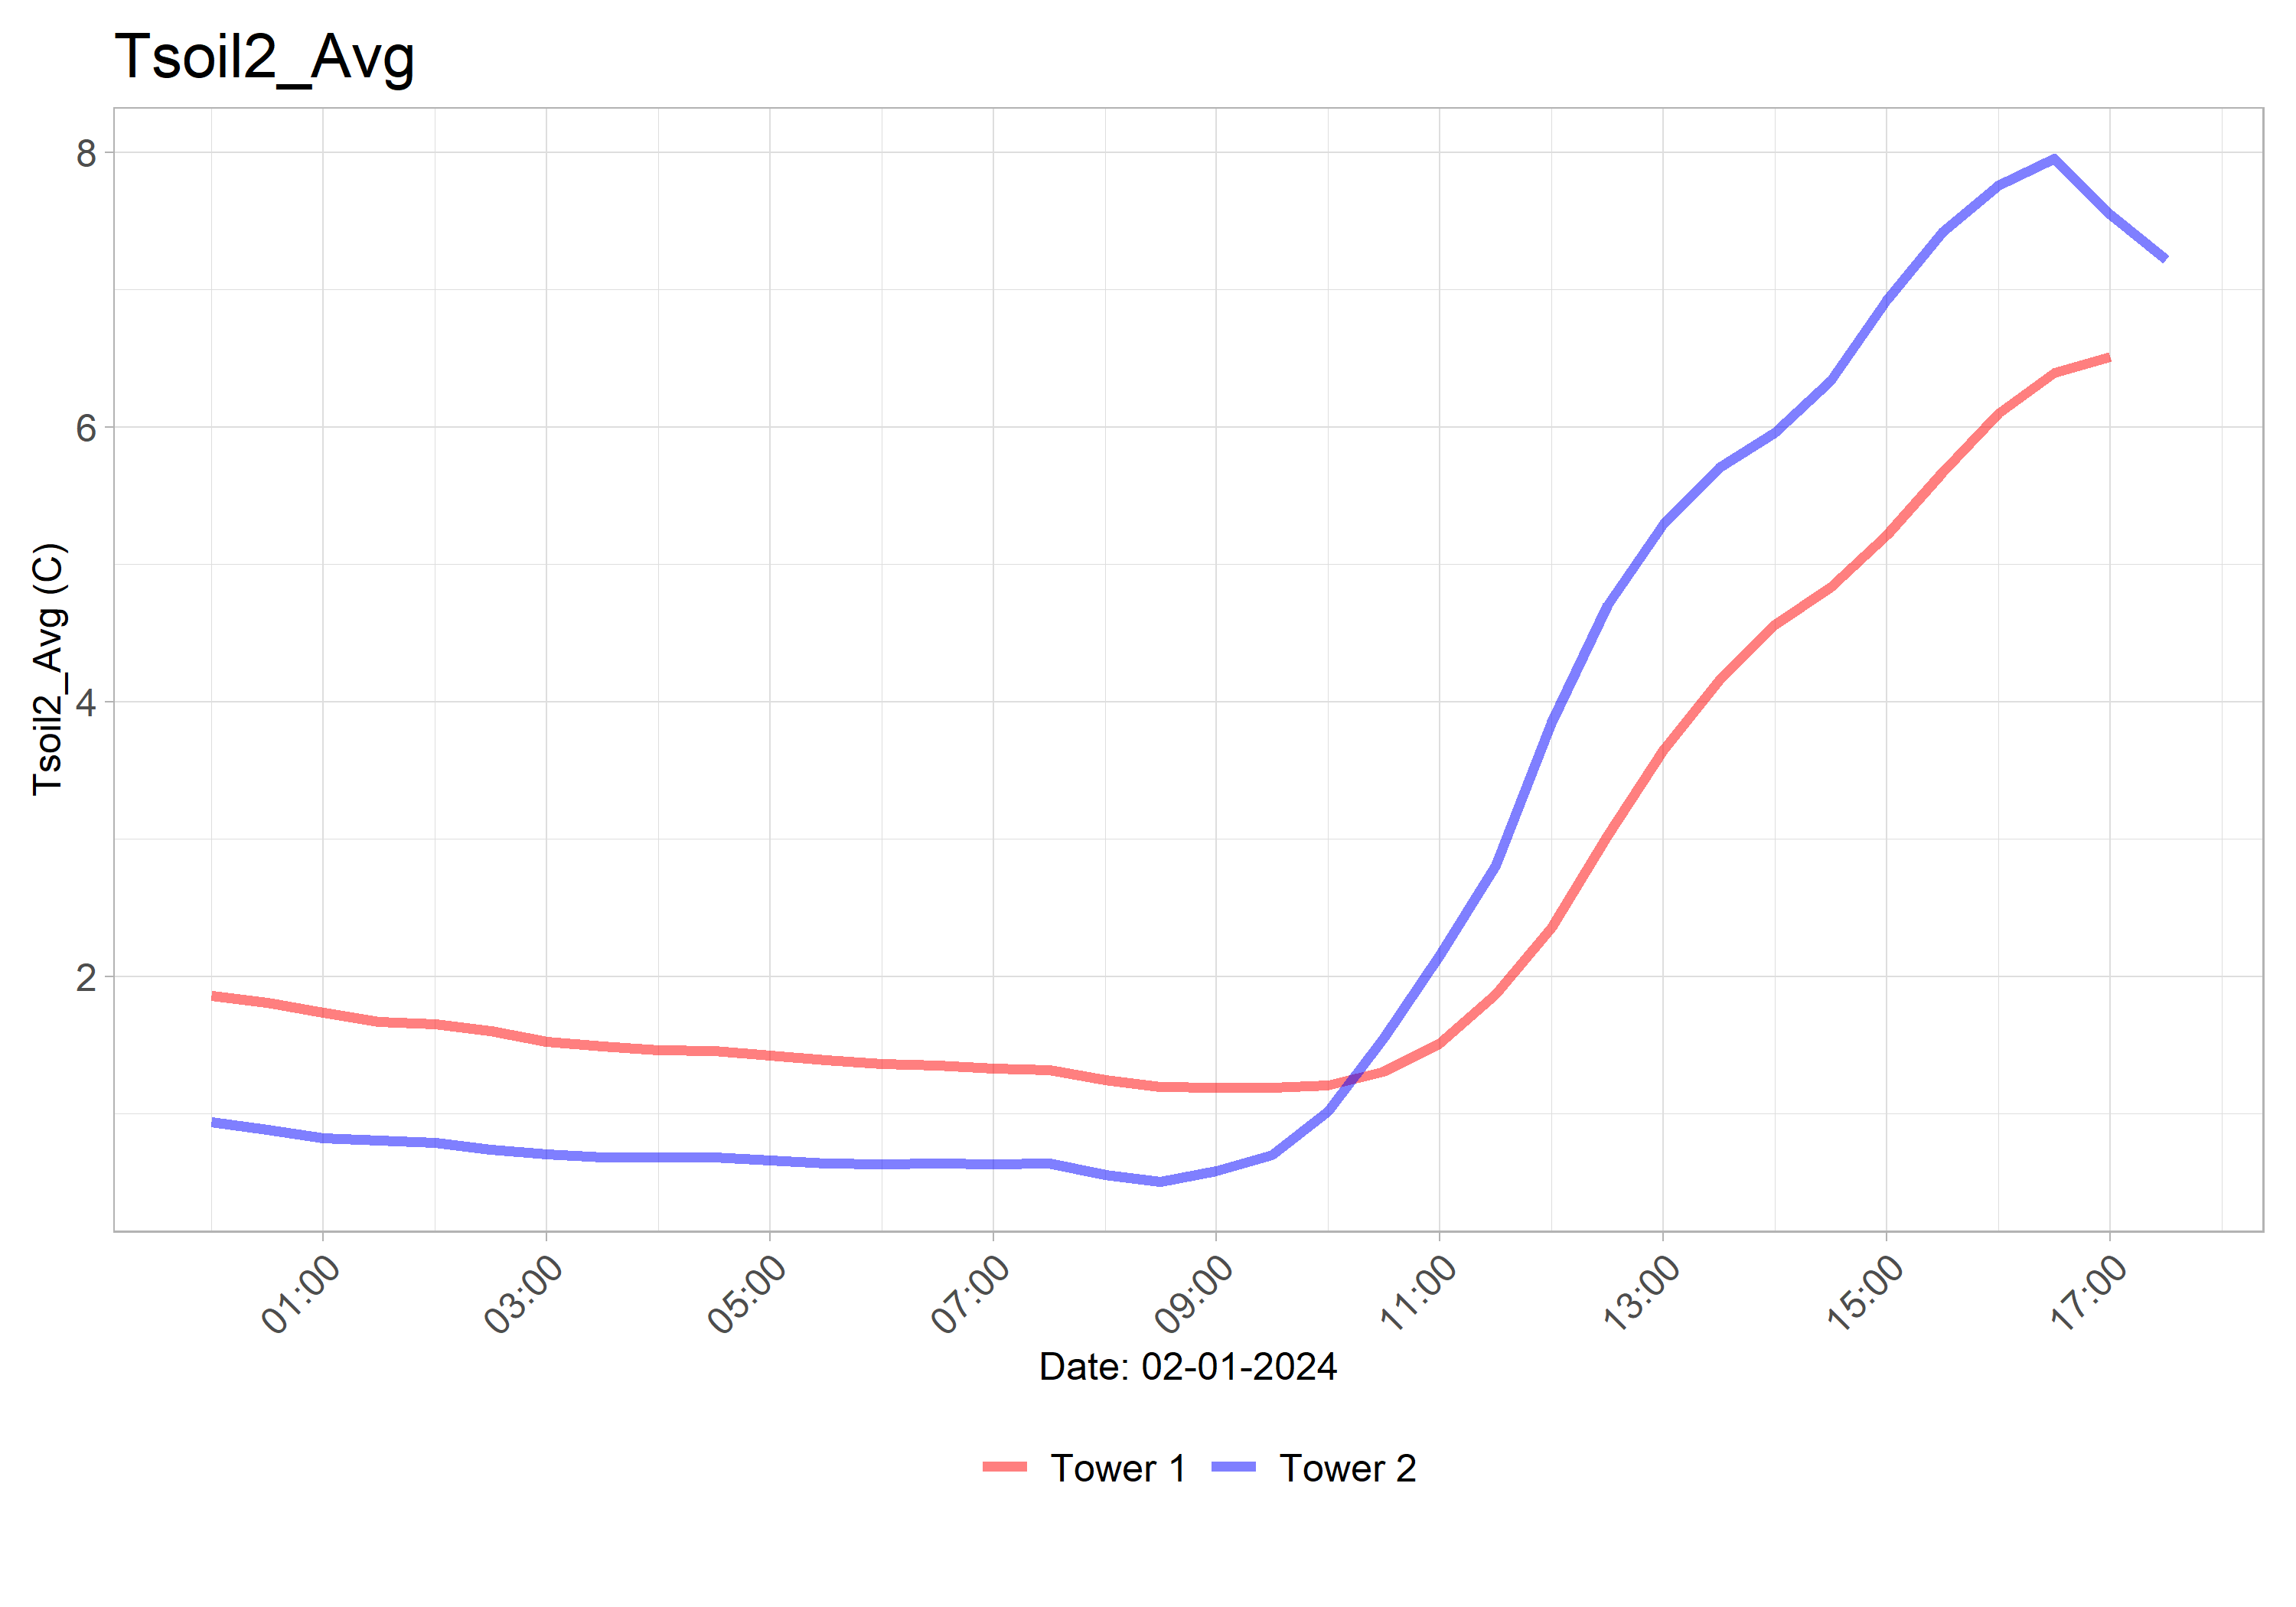 Tsoil2_Avg
Tsoil2_Avg (C)
8
6
4
2
01:00 03:00 05:00 07:00 09:00 11:00 13:00 15:00 17:00
Date: 02-01-2024
Tower 1 Tower 2